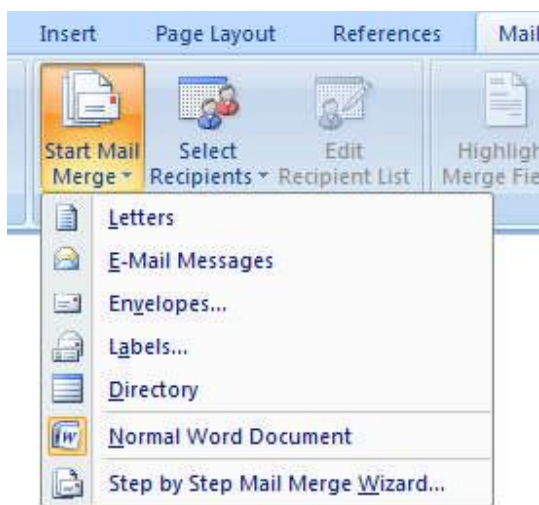 Insert Page Layout References Mail
Start Mail Select Edit Highligh
Merge Recipients Recipient List Merge Fie
Letters
E-Mail Messages
Envelopes...
Labels...
Directory
Normal Word Document
Step by Step Mail Merge Wizard...